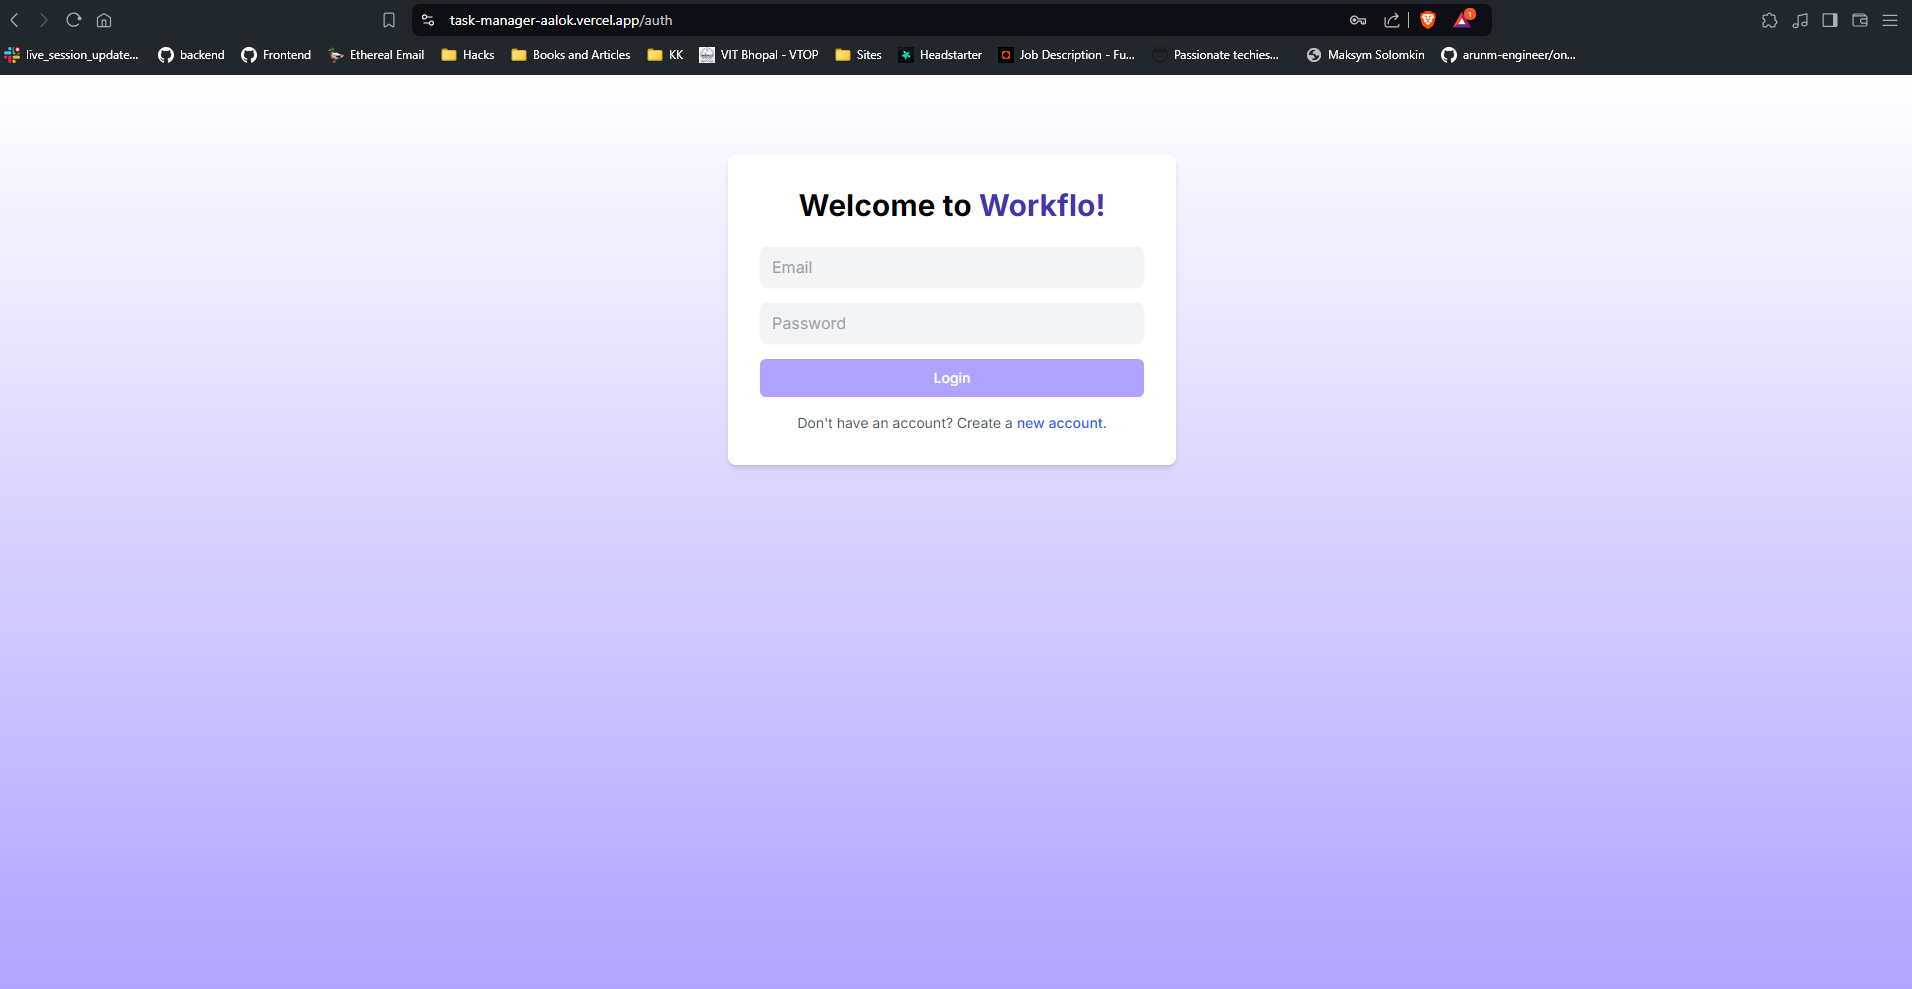 task-manager-aalok.vercel.app/auth
1
live_session_update... backend Frontend Ethereal Email Hacks Books and Articles KK VIT Bhopal - VTOP Sites Headstarter Job Description - Fu... Passionate techies... Maksym Solomkin arunm-engineer/on...
Welcome to Workflo!
Email
Password
Login
Don't have an account? Create a new account.